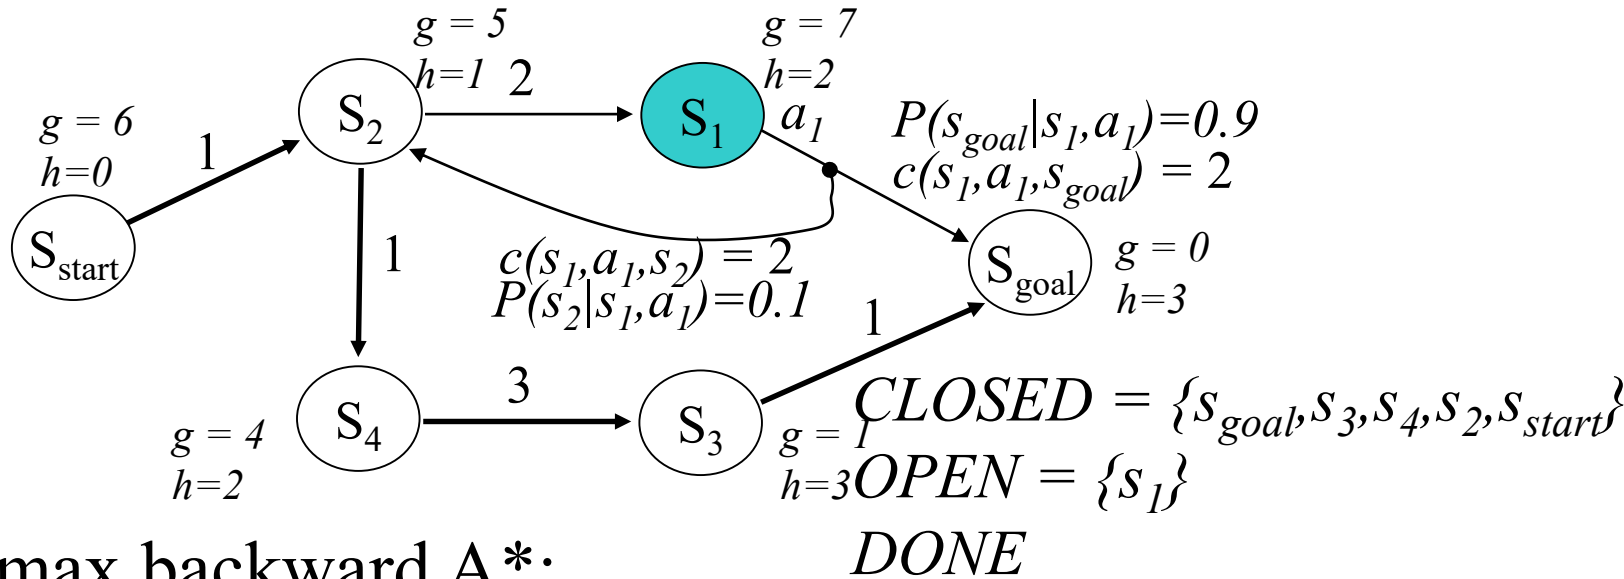 g = 5
h=1
2
g = 7
h=2
S2
S1
a1
g = 6
h=0
1
P(sgoal|s1,a1)=0.9
c(s1,a1,sgoal) = 2
Sstart
1
c(s1,a1,s2) = 2
P(s2|s1,a1)=0.1
Sgoal
g = 0
h=3
1
3
S4
S3
g = 4
h=2
g = 1
h=3
CLOSED = {sgoal,s3,s4,s2,sstart}
OPEN = {s1}
DONE
max backward A*: